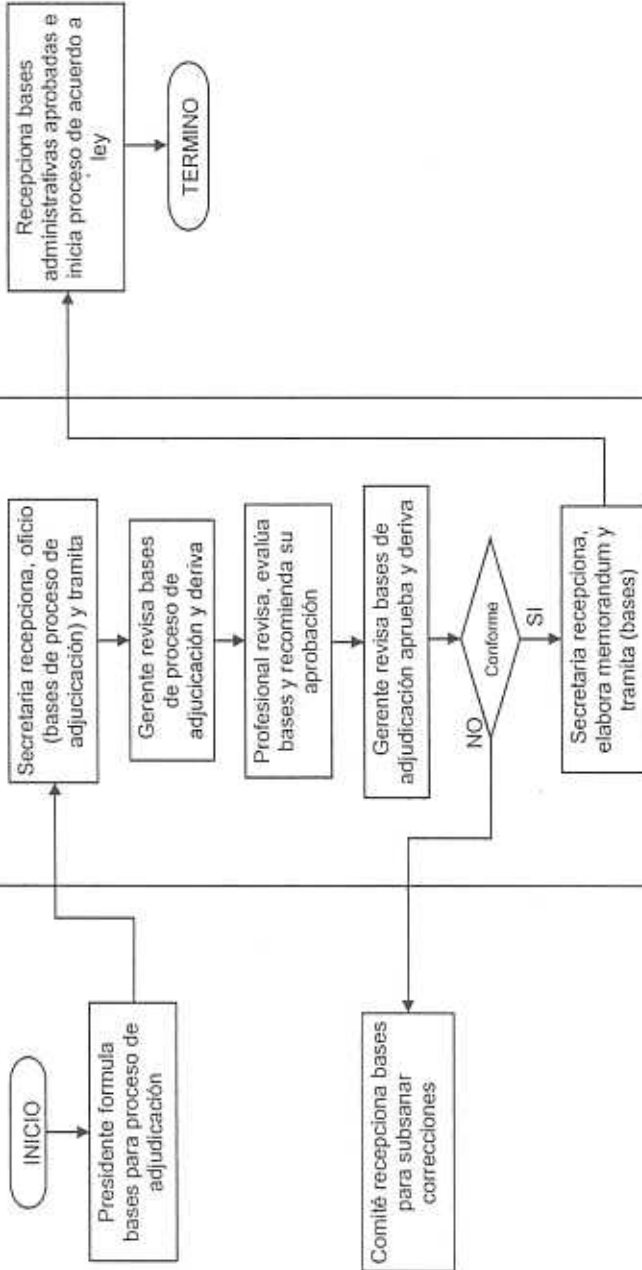 INICIO
Presidente formula
bases para proceso de
adjudicación
Comité recepciona bases
para subsanar
correcciones
Secretaria recepciona, oficio
(bases de proceso de
adjucicación) y tramita
Gerente revisa bases
de proceso de
adjucicación y deriva
Profesional revisa, evalúa
bases y recomienda su
aprobación
Gerente revisa bases de
adjudicación aprueba y deriva
Conforme
NO
SI
Secretaria recepciona,
elabora memorandum y
tramita (bases)
Recepciona bases
administrativas aprobadas e
inicia proceso de acuerdo a
ley
TERMINO